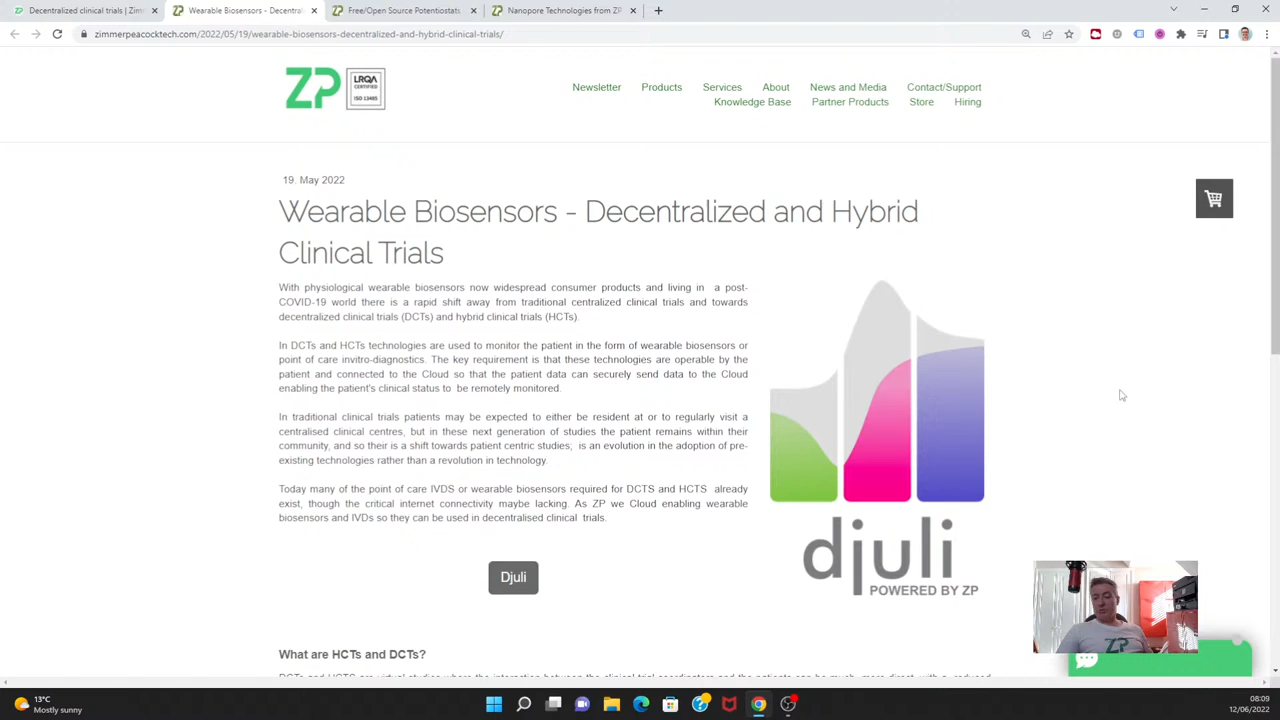 Decentralized clinical trials | Zim
Wearable Biosensors - Decentral
Free/Open Source Potentiostats
Nanopore Technologies from ZP
zimmerpeacocktech.com/2022/05/19/wearable-biosensors-decentralized-and-hybrid-clinical-trials/
ZP
LRQA
CERTIFIED
ISO 13485
Newsletter Products Services About News and Media Contact/Support
Knowledge Base Partner Products Store Hiring
19. May 2022
Wearable Biosensors - Decentralized and Hybrid
Clinical Trials
With physiological wearable biosensors now widespread consumer products and living in a post-
COVID-19 world there is a rapid shift away from traditional centralized clinical trials and towards
decentralized clinical trials (DCTs) and hybrid clinical trials (HCTs).
In DCTs and HCTs technologies are used to monitor the patient in the form of wearable biosensors or
point of care invitro-diagnostics. The key requirement is that these technologies are operable by the
patient and connected to the Cloud so that the patient data can securely send data to the Cloud
enabling the patient's clinical status to be remotely monitored.
In traditional clinical trials patients may be expected to either be resident at or to regularly visit a
centralised clinical centres, but in these next generation of studies the patient remains within their
community, and so their is a shift towards patient centric studies; is an evolution in the adoption of pre-
existing technologies rather than a revolution in technology.
Today many of the point of care IVDS or wearable biosensors required for DCTS and HCTS already
exist, though the critical internet connectivity maybe lacking. As ZP we Cloud enabling wearable
biosensors and IVDs so they can be used in decentralised clinical trials.
Djuli
djuli
POWERED BY ZP
What are HCTs and DCTs?
ZP
13°C
Mostly sunny
08:09
12/06/2022